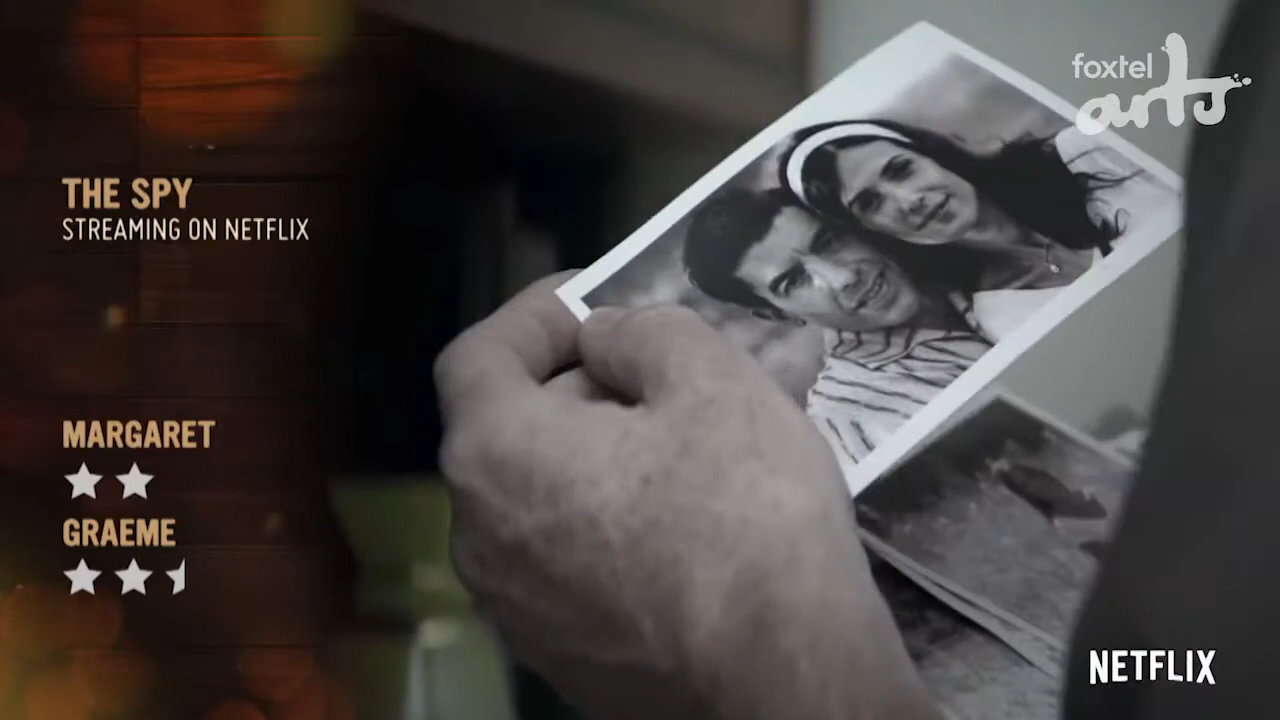 foxtel
arts
THE SPY
STREAMING ON NETFLIX
MARGARET
GRAEME
NETFLIX